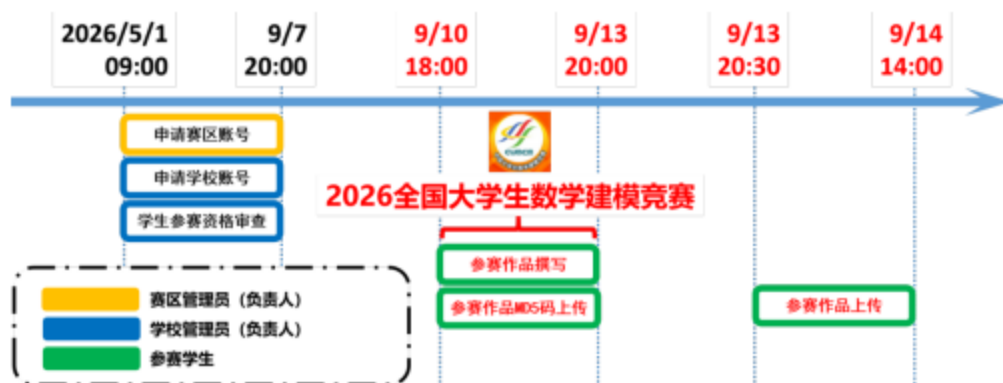 2026/5/1 9/7 9/10 9/13 9/13 9/14
09:00 20:00 18:00 20:00 20:30 14:00
申请赛区账号
申请学校账号
学生参赛资格审查
CUMCM
2026全国大学生数学建模竞赛
参赛作品撰写
参赛作品MD5码上传
参赛作品上传
赛区管理员（负责人）
学校管理员（负责人）
参赛学生